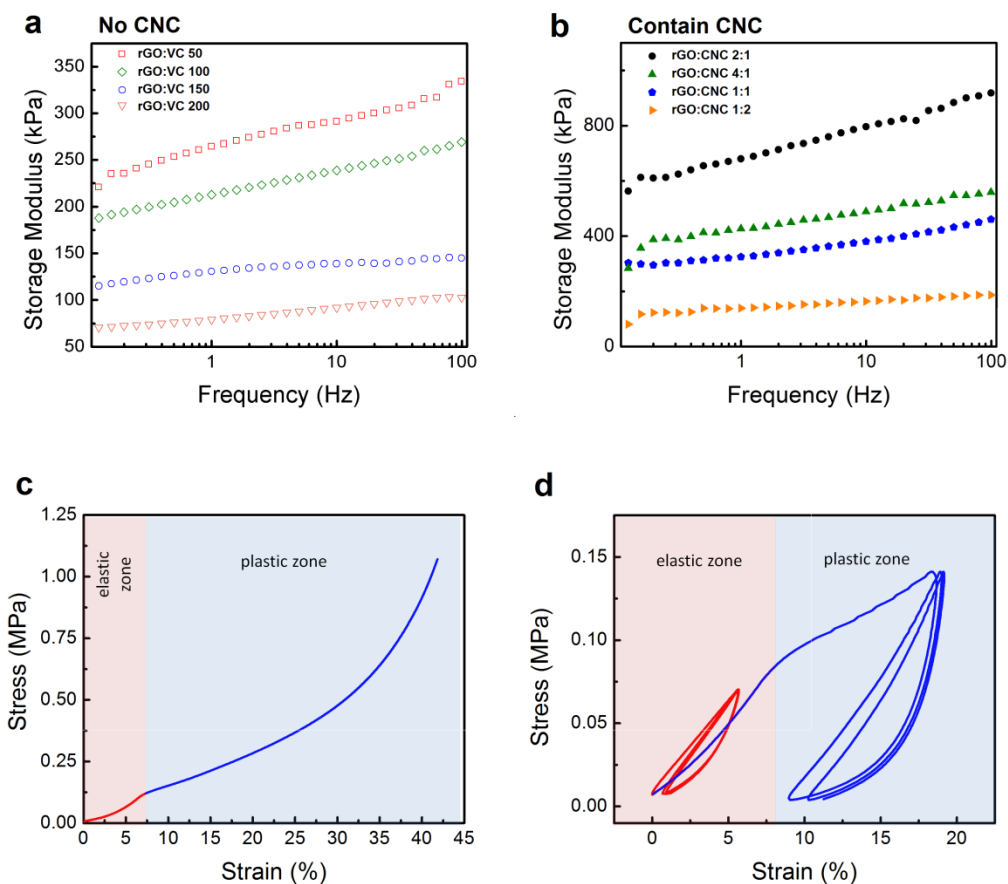 a No CNC
rGO:VC 50
rGO:VC 100
rGO:VC 150
rGO:VC 200
350
300
250
200
150
100
50
1
10
100
Storage Modulus (kPa)
Frequency (Hz)
b Contain CNC
rGO:CNC 2:1
rGO:CNC 4:1
rGO:CNC 1:1
rGO:CNC 1:2
800
400
0
1
10
100
Storage Modulus (kPa)
Frequency (Hz)
c
elastic
zone
plastic zone
1.25
1.00
0.75
0.50
0.25
0.00
0 5 10 15 20 25 30 35 40 45
Stress (MPa)
Strain (%)
d
elastic zone
plastic zone
0.15
0.10
0.05
0.00
0 5 10 15 20
Stress (MPa)
Strain (%)